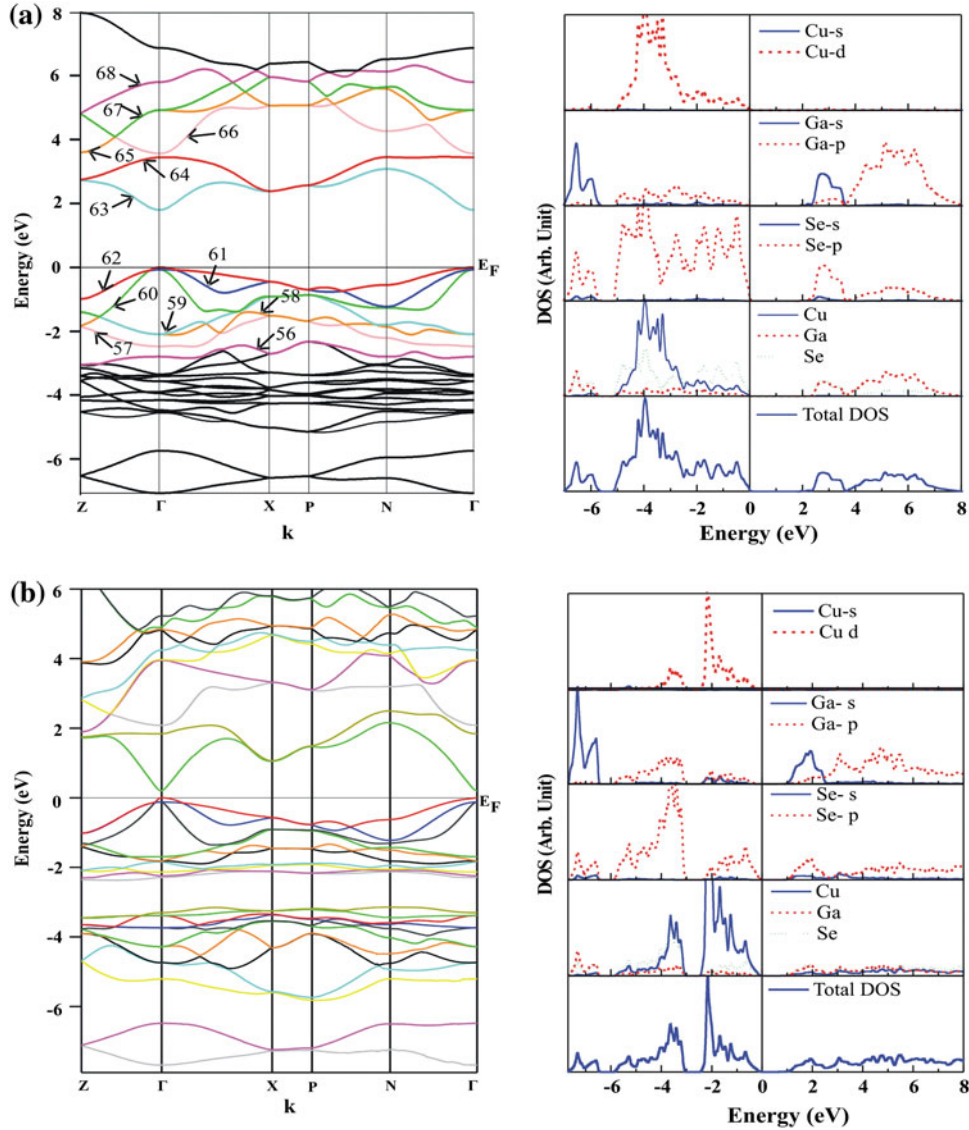 (a)
8
6
4
2
0
-2
-4
-6
Energy (eV)
68
67
66
65
64
63
62
61
60
59
58
57
56
E F
Z Γ X P N Γ
k
Cu-s
Cu-d
Ga-s
Ga-p
Se-s
Se-p
Cu
Ga
Se
Total DOS
DOS (Arb. Unit)
-6 -4 -2 0 2 4 6 8
Energy (eV)
(b)
6
4
2
0
-2
-4
-6
Energy (eV)
E F
Z Γ X P N Γ
k
Cu-s
Cu d
Ga- s
Ga- p
Se- s
Se- p
Cu
Ga
Se
Total DOS
DOS (Arb. Unit)
-6 -4 -2 0 2 4 6 8
Energy (eV)